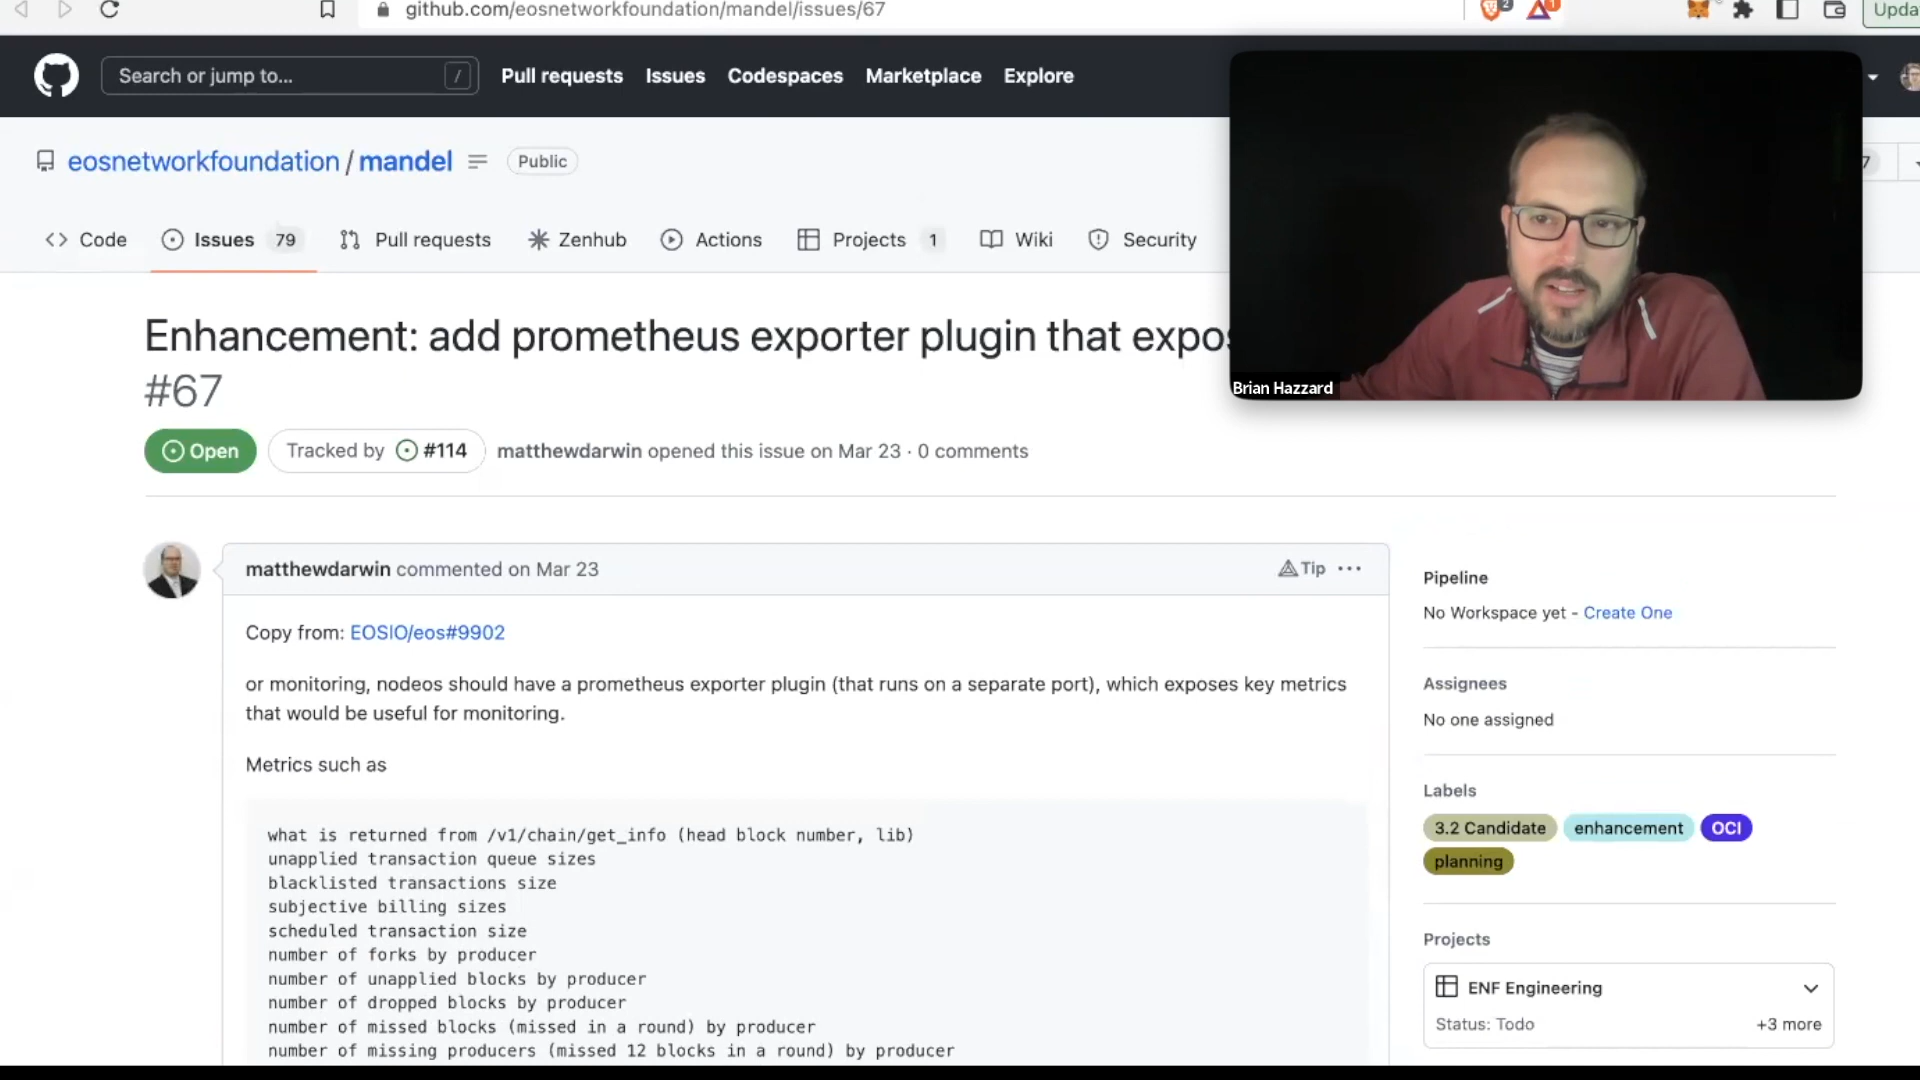 github.com/eosnetworkfoundation/mandel/issues/67
2
1
Upda
Search or jump to...
/
Pull requests
Issues
Codespaces
Marketplace
Explore
eosnetworkfoundation / mandel
Public
7
Code
Issues 79
Pull requests
Zenhub
Actions
Projects 1
Wiki
Security
Enhancement: add prometheus exporter plugin that expos
#67
Brian Hazzard
Open
Tracked by #114
matthewdarwin opened this issue on Mar 23 · 0 comments
matthewdarwin commented on Mar 23
Tip
Copy from: EOSIO/eos#9902
or monitoring, nodeos should have a prometheus exporter plugin (that runs on a separate port), which exposes key metrics
that would be useful for monitoring.
Metrics such as
what is returned from /v1/chain/get_info (head block number, lib)
unapplied transaction queue sizes
blacklisted transactions size
subjective billing sizes
scheduled transaction size
number of forks by producer
number of unapplied blocks by producer
number of dropped blocks by producer
number of missed blocks (missed in a round) by producer
number of missing producers (missed 12 blocks in a round) by producer
Pipeline
No Workspace yet - Create One
Assignees
No one assigned
Labels
3.2 Candidate
enhancement
OCI
planning
Projects
ENF Engineering
Status: Todo
+3 more